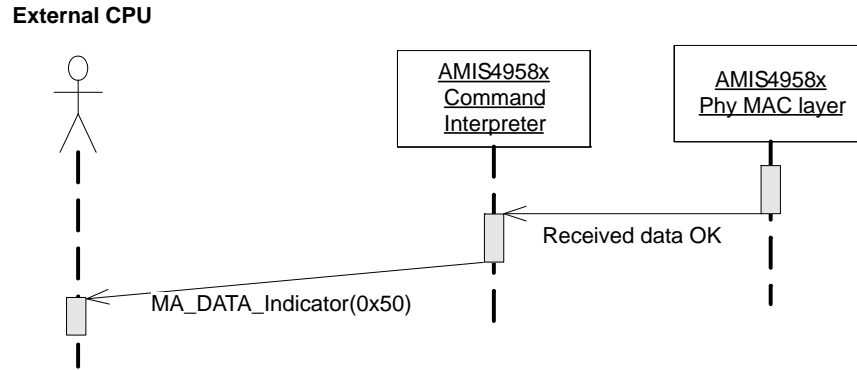 External CPU
AMIS4958x
Command
Interpreter
AMIS4958x
Phy MAC layer
Received data OK
MA_DATA_Indicator(0x50)